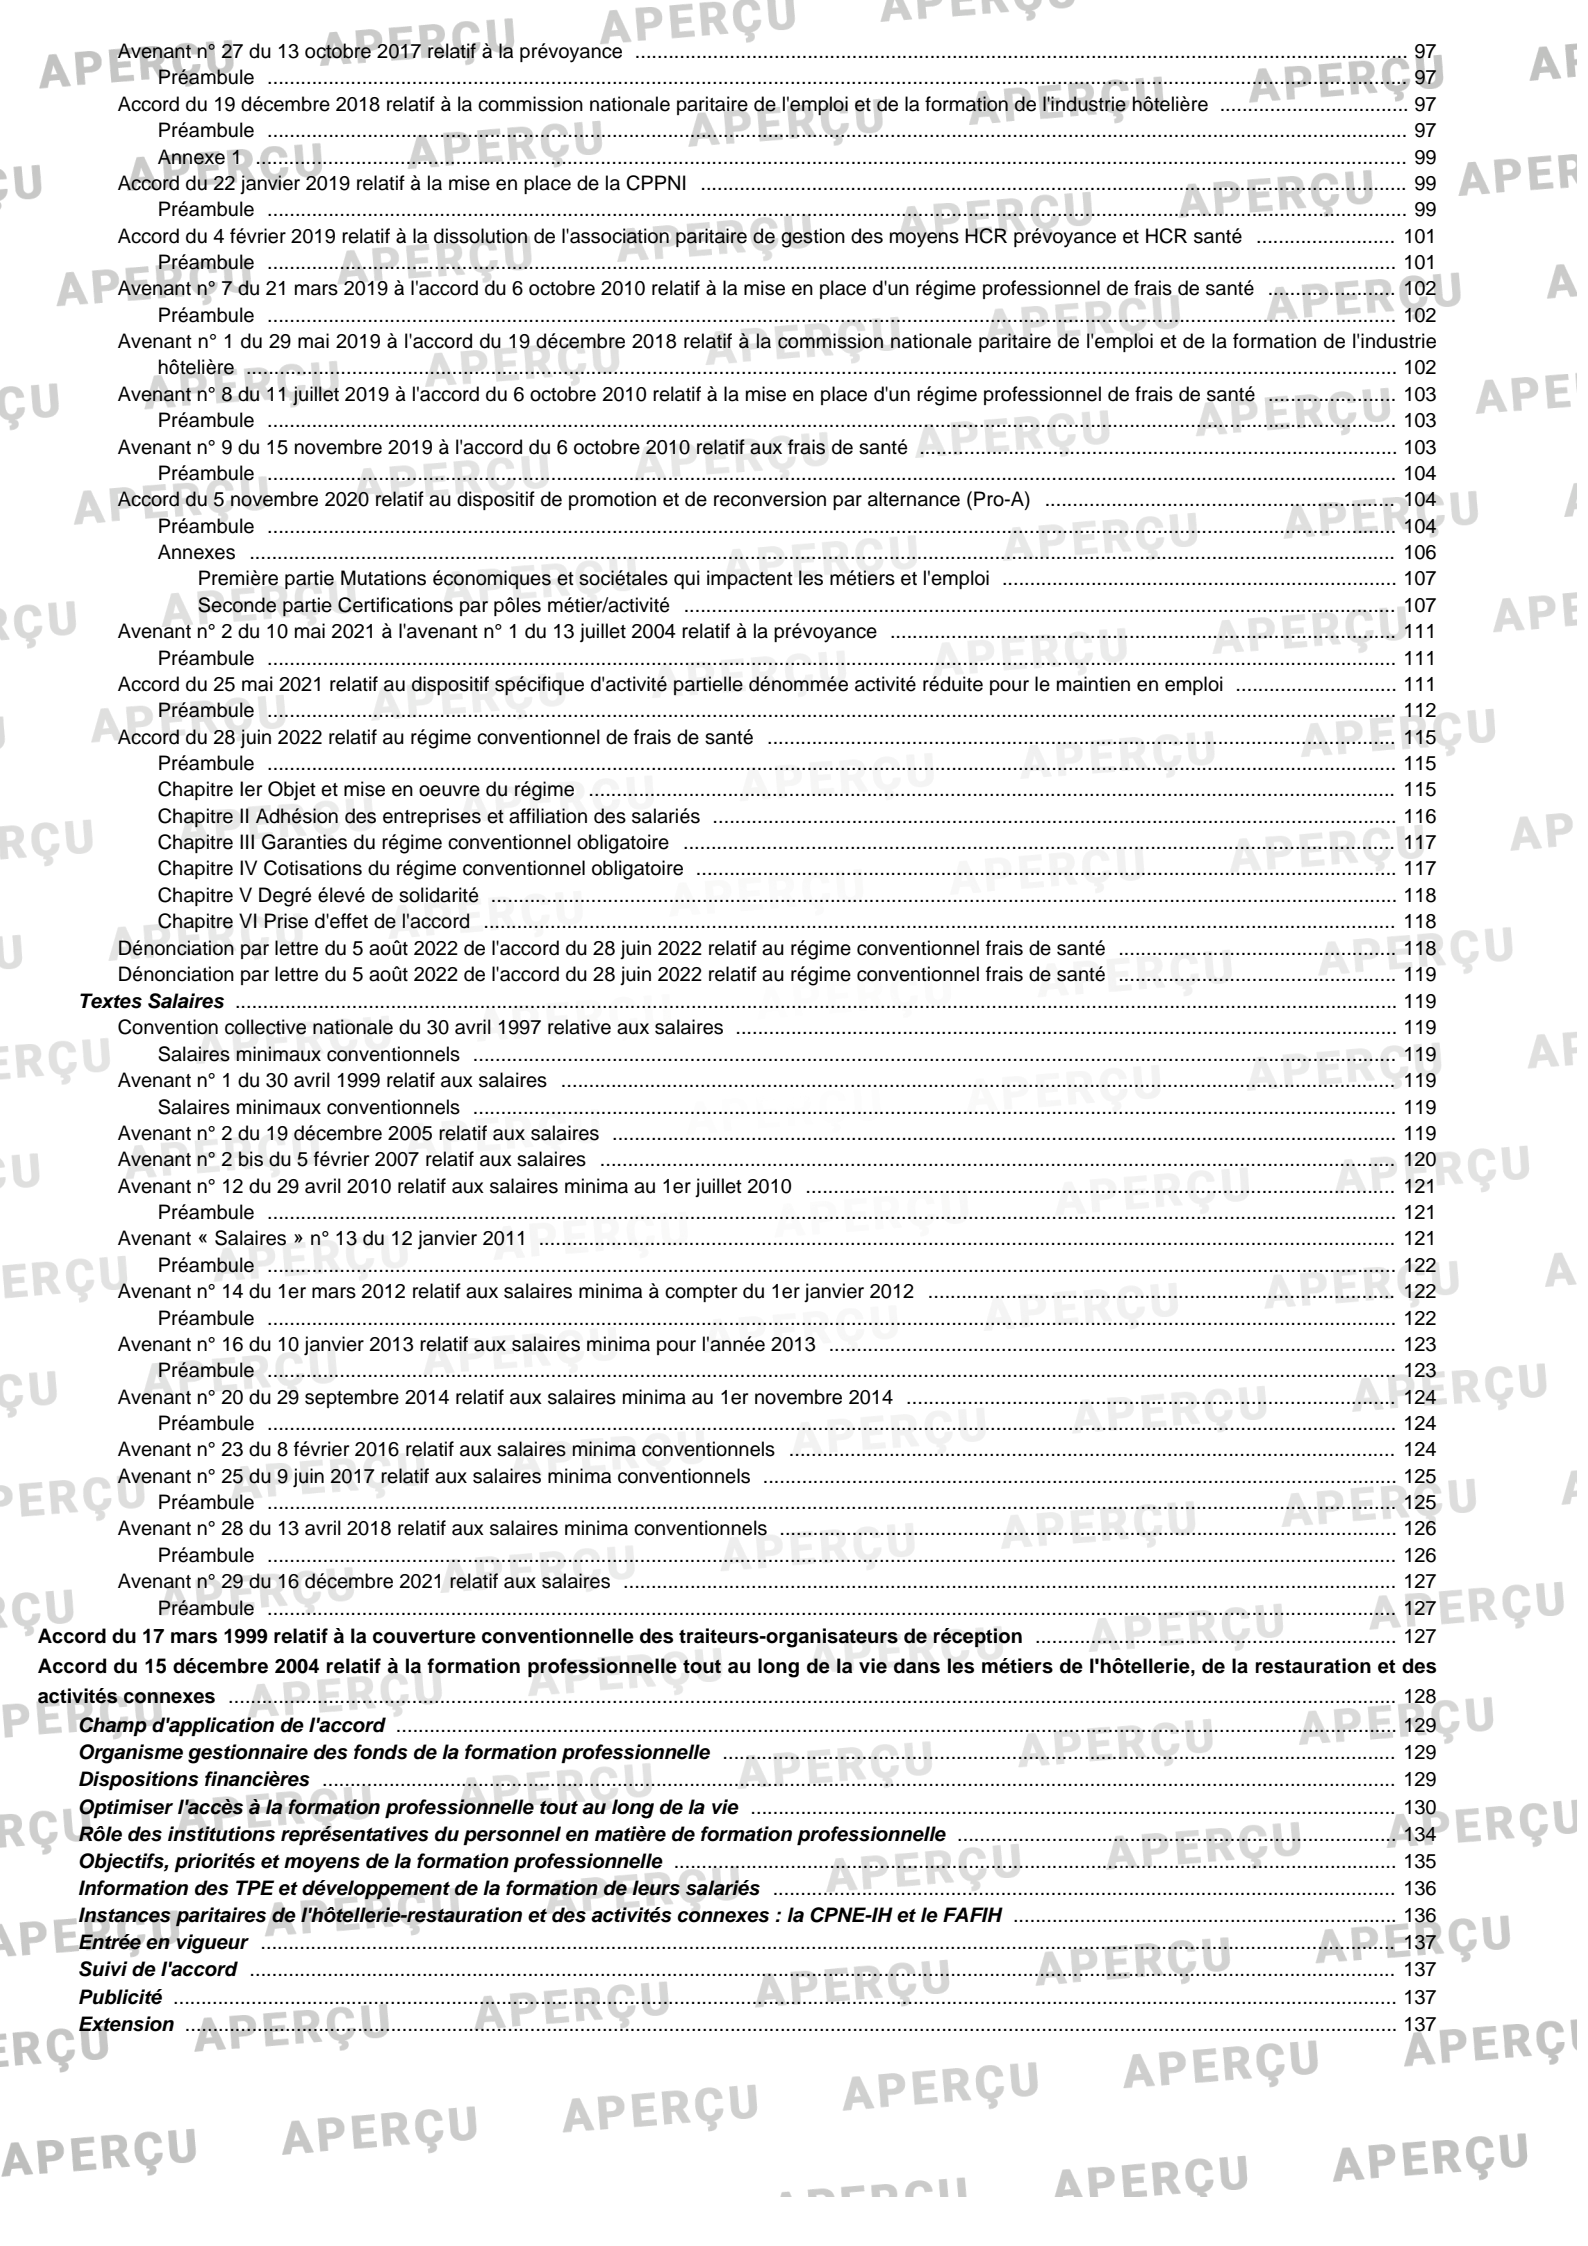 Avenant n° 27 du 13 octobre 2017 relatif à la prévoyance 97
Préambule 97
Accord du 19 décembre 2018 relatif à la commission nationale paritaire de l'emploi et de la formation de l'industrie hôtelière 97
Préambule 97
Annexe 1 99
Accord du 22 janvier 2019 relatif à la mise en place de la CPPNI 99
Préambule 99
Accord du 4 février 2019 relatif à la dissolution de l'association paritaire de gestion des moyens HCR prévoyance et HCR santé 101
Préambule 101
Avenant n° 7 du 21 mars 2019 à l'accord du 6 octobre 2010 relatif à la mise en place d'un régime professionnel de frais de santé 102
Préambule 102
Avenant n° 1 du 29 mai 2019 à l'accord du 19 décembre 2018 relatif à la commission nationale paritaire de l'emploi et de la formation de l'industrie
hôtelière 102
Avenant n° 8 du 11 juillet 2019 à l'accord du 6 octobre 2010 relatif à la mise en place d'un régime professionnel de frais de santé 103
Préambule 103
Avenant n° 9 du 15 novembre 2019 à l'accord du 6 octobre 2010 relatif aux frais de santé 103
Préambule 104
Accord du 5 novembre 2020 relatif au dispositif de promotion et de reconversion par alternance (Pro-A) 104
Préambule 104
Annexes 106
Première partie Mutations économiques et sociétales qui impactent les métiers et l'emploi 107
Seconde partie Certifications par pôles métier/activité 107
Avenant n° 2 du 10 mai 2021 à l'avenant n° 1 du 13 juillet 2004 relatif à la prévoyance 111
Préambule 111
Accord du 25 mai 2021 relatif au dispositif spécifique d'activité partielle dénommée activité réduite pour le maintien en emploi 111
Préambule 112
Accord du 28 juin 2022 relatif au régime conventionnel de frais de santé 115
Préambule 115
Chapitre Ier Objet et mise en oeuvre du régime 115
Chapitre II Adhésion des entreprises et affiliation des salariés 116
Chapitre III Garanties du régime conventionnel obligatoire 117
Chapitre IV Cotisations du régime conventionnel obligatoire 117
Chapitre V Degré élevé de solidarité 118
Chapitre VI Prise d'effet de l'accord 118
Dénonciation par lettre du 5 août 2022 de l'accord du 28 juin 2022 relatif au régime conventionnel frais de santé 118
Dénonciation par lettre du 5 août 2022 de l'accord du 28 juin 2022 relatif au régime conventionnel frais de santé 119
Textes Salaires 119
Convention collective nationale du 30 avril 1997 relative aux salaires 119
Salaires minimaux conventionnels 119
Avenant n° 1 du 30 avril 1999 relatif aux salaires 119
Salaires minimaux conventionnels 119
Avenant n° 2 du 19 décembre 2005 relatif aux salaires 119
Avenant n° 2 bis du 5 février 2007 relatif aux salaires 120
Avenant n° 12 du 29 avril 2010 relatif aux salaires minima au 1er juillet 2010 121
Préambule 121
Avenant « Salaires » n° 13 du 12 janvier 2011 121
Préambule 122
Avenant n° 14 du 1er mars 2012 relatif aux salaires minima à compter du 1er janvier 2012 122
Préambule 122
Avenant n° 16 du 10 janvier 2013 relatif aux salaires minima pour l'année 2013 123
Préambule 123
Avenant n° 20 du 29 septembre 2014 relatif aux salaires minima au 1er novembre 2014 124
Préambule 124
Avenant n° 23 du 8 février 2016 relatif aux salaires minima conventionnels 124
Avenant n° 25 du 9 juin 2017 relatif aux salaires minima conventionnels 125
Préambule 125
Avenant n° 28 du 13 avril 2018 relatif aux salaires minima conventionnels 126
Préambule 126
Avenant n° 29 du 16 décembre 2021 relatif aux salaires 127
Préambule 127
Accord du 17 mars 1999 relatif à la couverture conventionnelle des traiteurs-organisateurs de réception 127
Accord du 15 décembre 2004 relatif à la formation professionnelle tout au long de la vie dans les métiers de l'hôtellerie, de la restauration et des
activités connexes 128
Champ d'application de l'accord 129
Organisme gestionnaire des fonds de la formation professionnelle 129
Dispositions financières 129
Optimiser l'accès à la formation professionnelle tout au long de la vie 130
Rôle des institutions représentatives du personnel en matière de formation professionnelle 134
Objectifs, priorités et moyens de la formation professionnelle 135
Information des TPE et développement de la formation de leurs salariés 136
Instances paritaires de l'hôtellerie-restauration et des activités connexes : la CPNE-IH et le FAFIH 136
Entrée en vigueur 137
Suivi de l'accord 137
Publicité 137
Extension 137
APERÇU